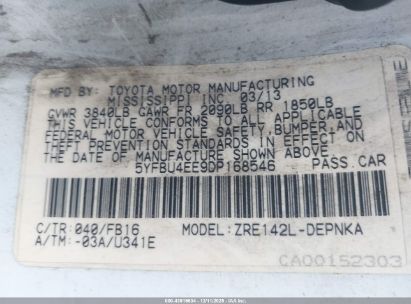 MFD BY: TOYOTA MOTOR MANUFACTURING
MISSISSIPPI INC. 03/13
GVWR 3840LB GAWR FR 2090LB RR 1850LB
THIS VEHICLE CONFORMS TO ALL APPLICABLE
FEDERAL MOTOR VEHICLE SAFETY, BUMPER, AND
THEFT PREVENTION STANDARDS IN EFFECT ON
THE DATE OF MANUFACTURE SHOWN ABOVE.
5YFBU4EE9DP168546 PASS CAR
C/TR: 040/FB16 MODEL: ZRE142L-DEPNKA
A/TM: -03A/U341E
CA00152303